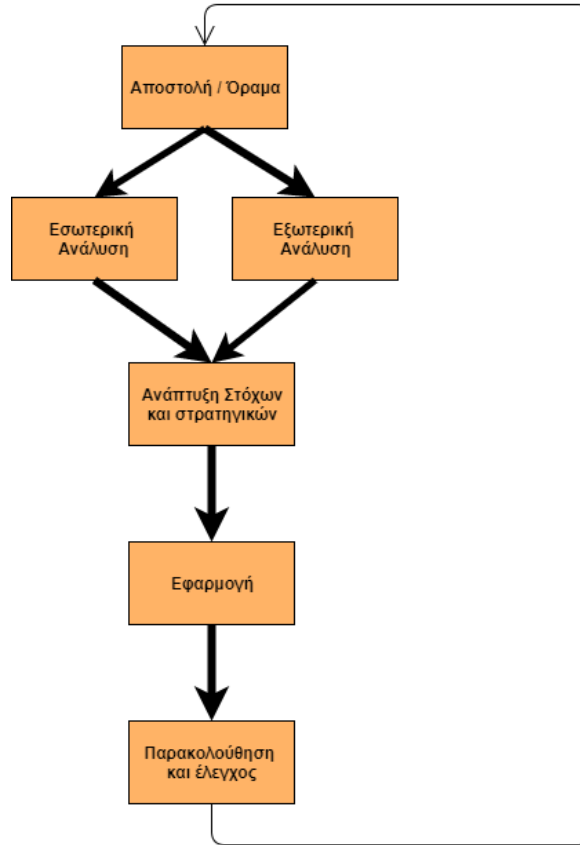 Αποστολή / Όραμα
Εσωτερική
Ανάλυση
Εξωτερική
Ανάλυση
Ανάπτυξη Στόχων
και στρατηγικών
Εφαρμογή
Παρακολούθηση
και έλεγχος